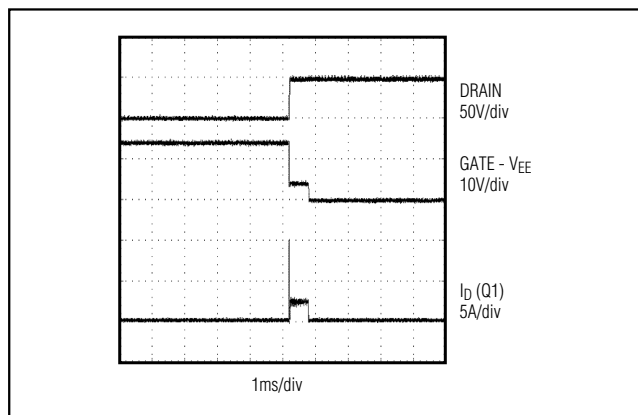 DRAIN
50V/div
GATE - VEE
10V/div
ID (Q1)
5A/div
1ms/div